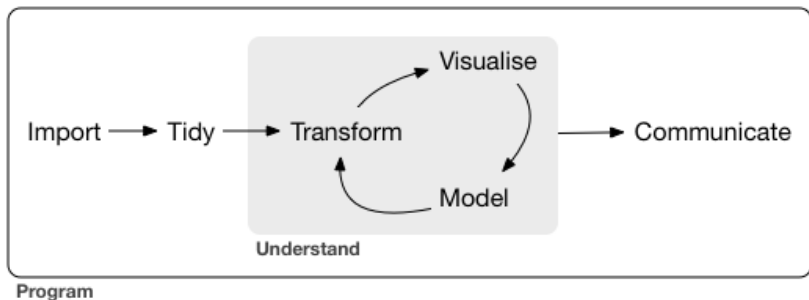 Visualise
Import
Tidy
Transform
Communicate
Model
Understand
Program